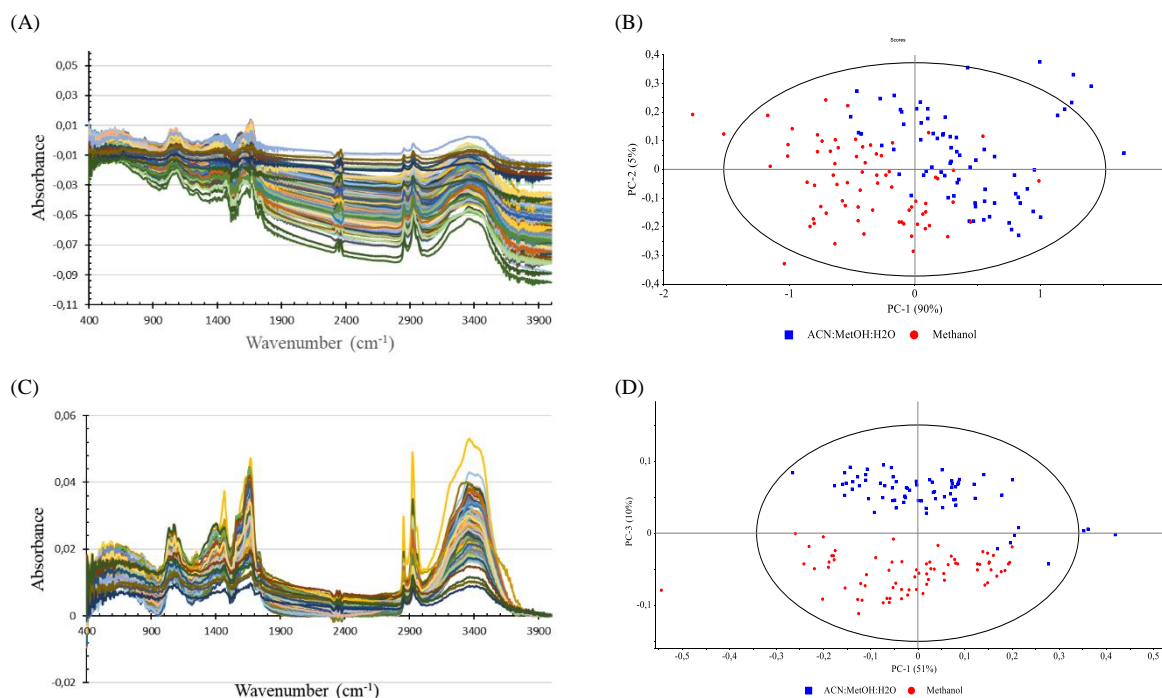 (A)
0,05
0,03
0,01
-0,01
-0,03
-0,05
-0,07
-0,09
-0,11
Absorbance
400 900 1400 1900 2400 2900 3400 3900
Wavenumber (cm-1)
(B)
Scores
0,4
0,3
0,2
0,1
0
-0,1
-0,2
-0,3
-0,4
PC-2 (5%)
-2 -1 0 1
PC-1 (90%)
ACN:MetOH:H2O Methanol
(C)
0,06
0,04
0,02
0
-0,02
Absorbance
400 900 1400 1900 2400 2900 3400 3900
Wavenumber (cm-1)
(D)
0,1
0
-0,1
PC-3 (10%)
-0,5 -0,4 -0,3 -0,2 -0,1 0 0,1 0,2 0,3 0,4 0,5
PC-1 (51%)
ACN:MetOH:H2O Methanol